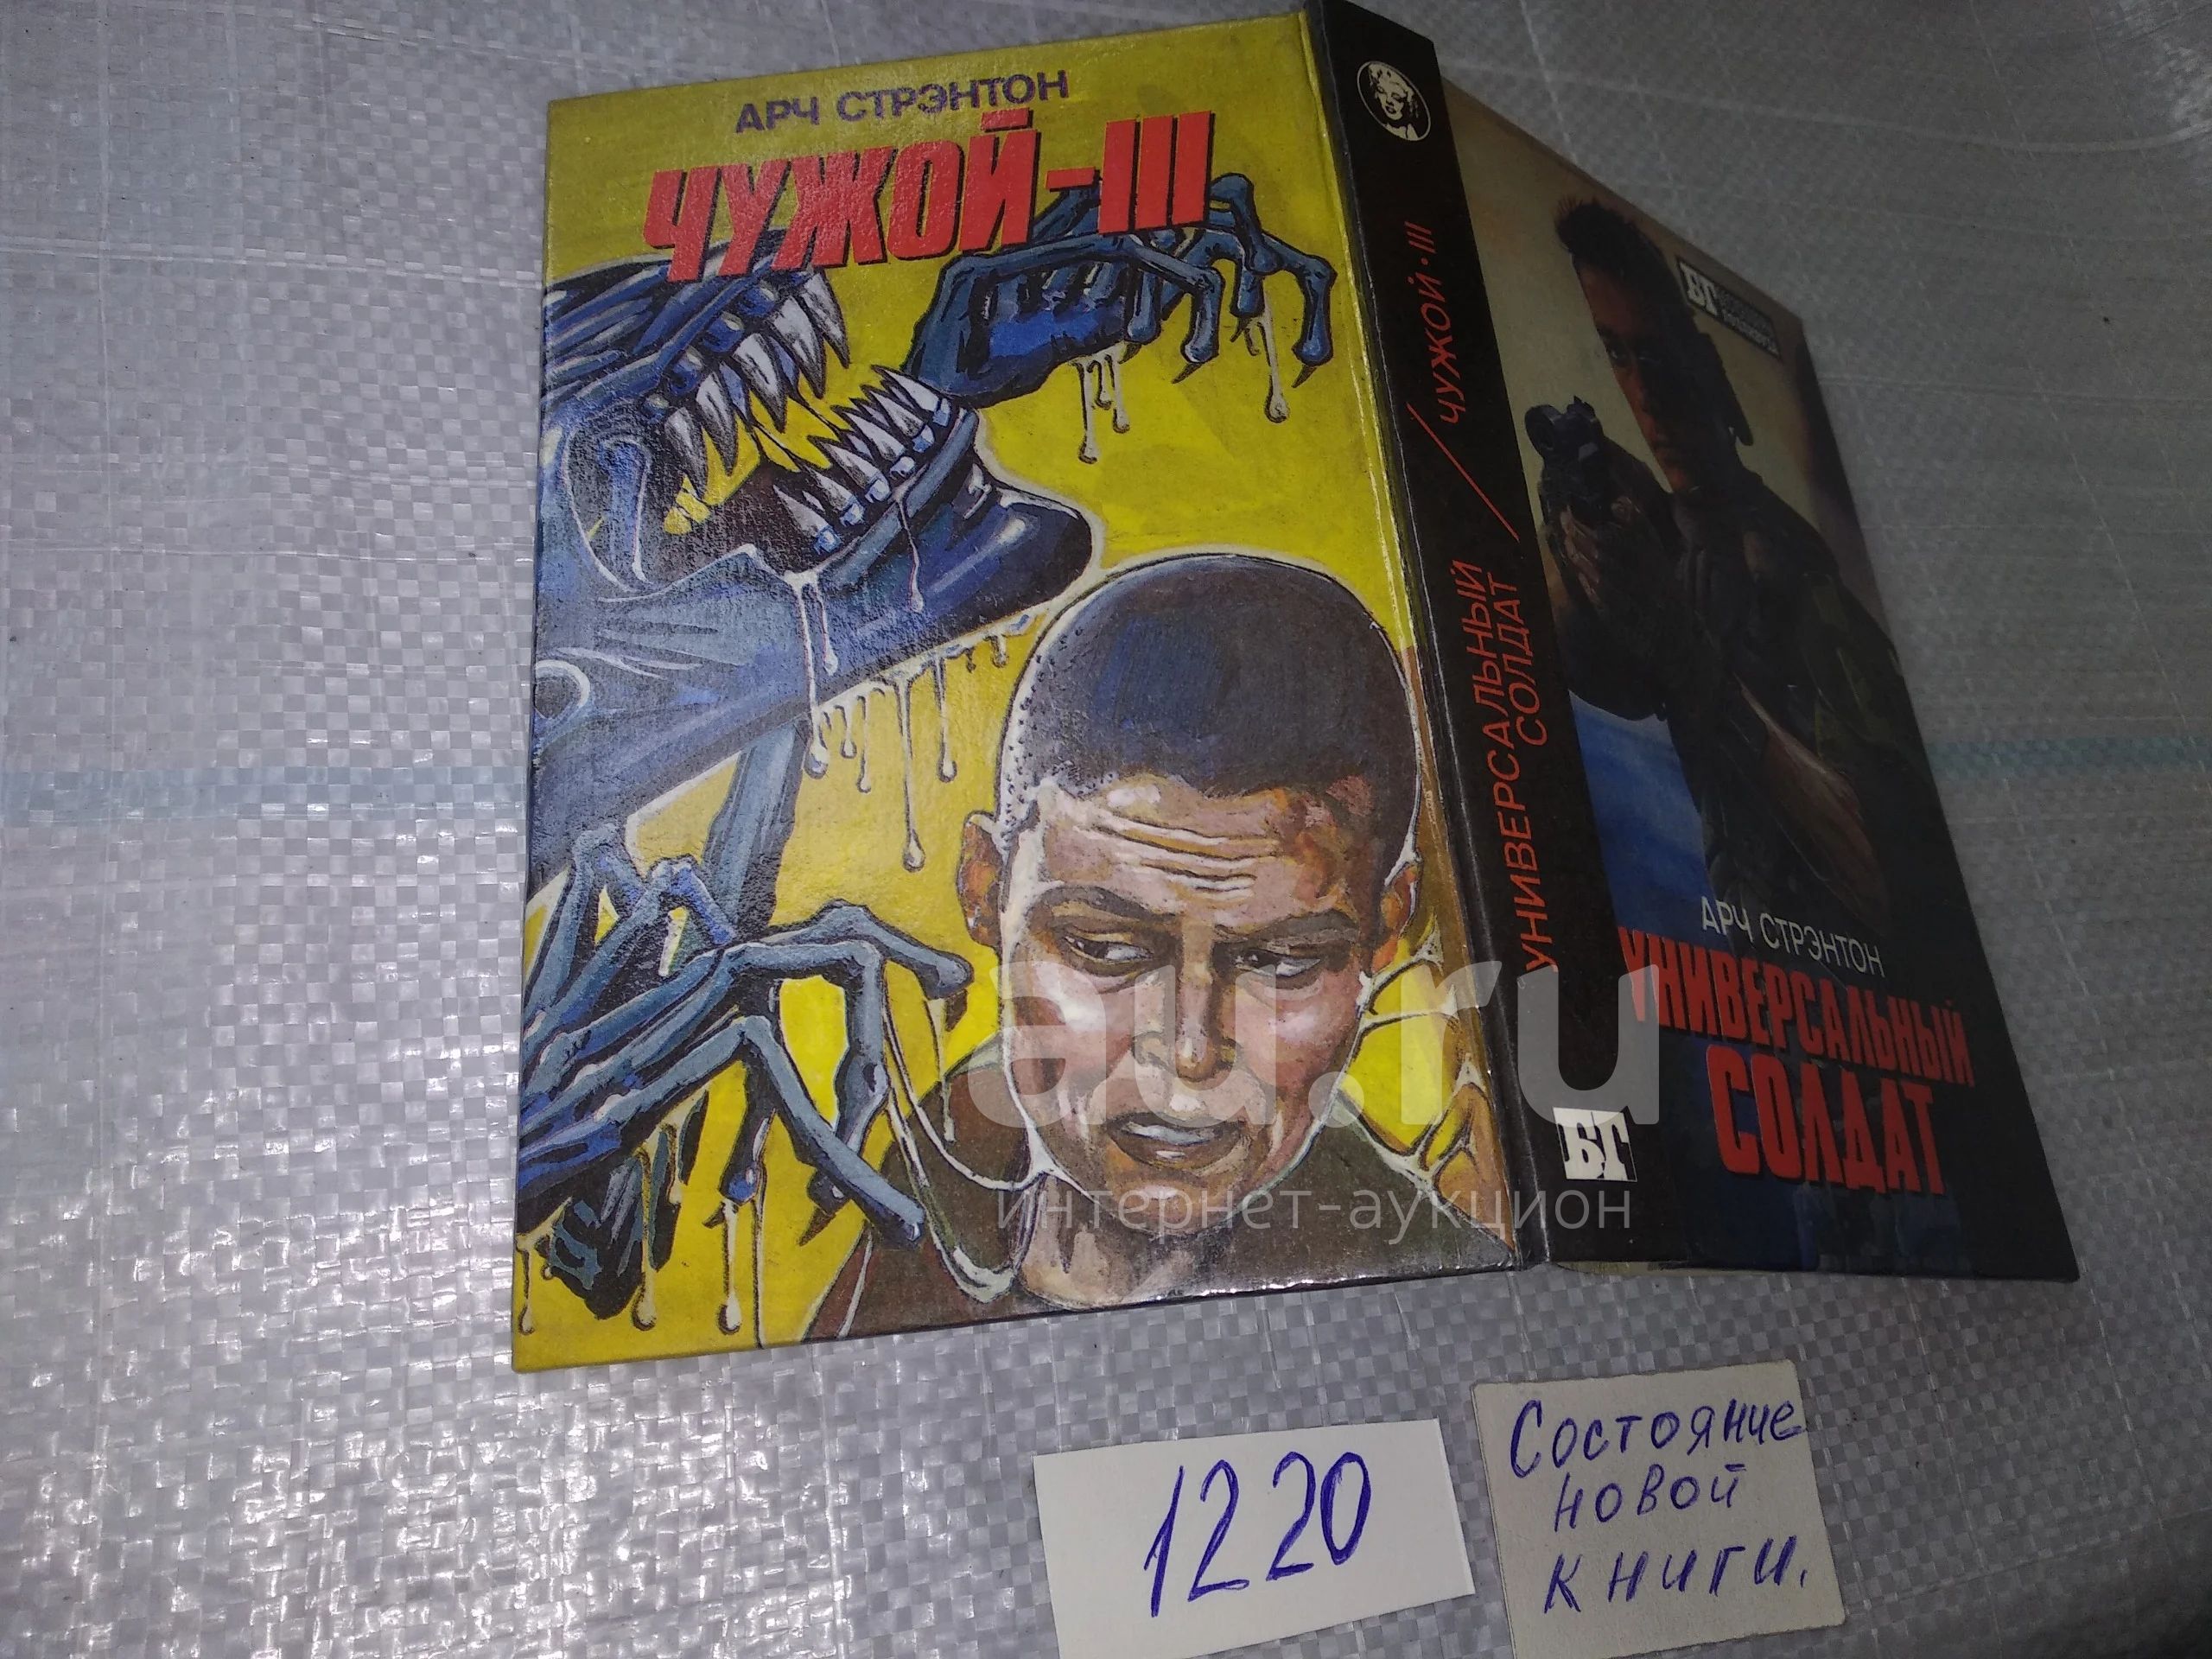 АРЧ СТРЭНТОН
ЧУЖОЙ-III
УНИВЕРСАЛЬНЫЙ
СОЛДАТ
/ ЧУЖОЙ·III
БГ
БГ
АРЧ СТРЭНТОН
УНИВЕРСАЛЬНЫЙ
СОЛДАТ
au.ru
интернет-аукцион
1220
Состояние
новой
книги.